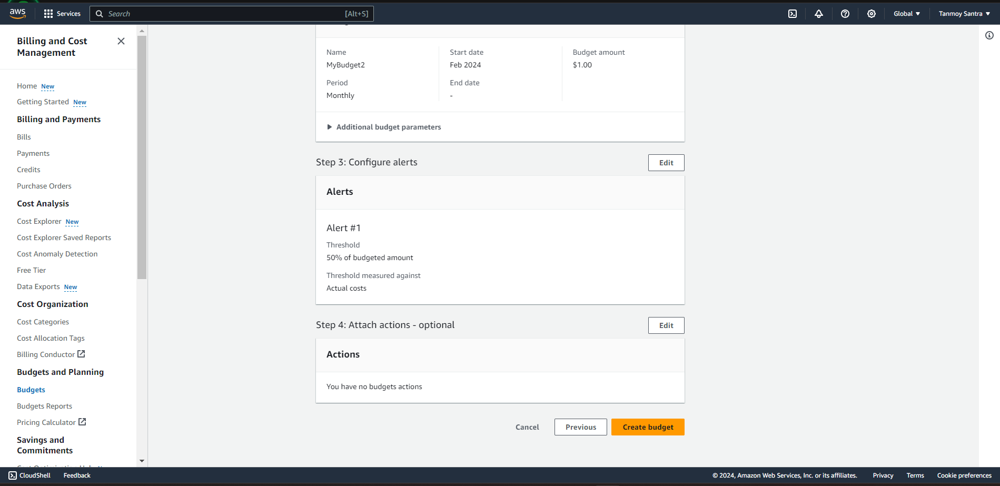 aws
Services
Search
[Alt+S]
Global
Tanmoy Santra
Billing and Cost
Management
Home New
Getting Started New
Billing and Payments
Bills
Payments
Credits
Purchase Orders
Cost Analysis
Cost Explorer New
Cost Explorer Saved Reports
Cost Anomaly Detection
Free Tier
Data Exports New
Cost Organization
Cost Categories
Cost Allocation Tags
Billing Conductor
Budgets and Planning
Budgets
Budgets Reports
Pricing Calculator
Savings and
Commitments
Name
MyBudget2
Period
Monthly
Start date
Feb 2024
End date
-
Budget amount
$1.00
Additional budget parameters
Step 3: Configure alerts
Edit
Alerts
Alert #1
Threshold
50% of budgeted amount
Threshold measured against
Actual costs
Step 4: Attach actions - optional
Edit
Actions
You have no budgets actions
Cancel
Previous
Create budget
CloudShell
Feedback
© 2024, Amazon Web Services, Inc. or its affiliates.
Privacy
Terms
Cookie preferences